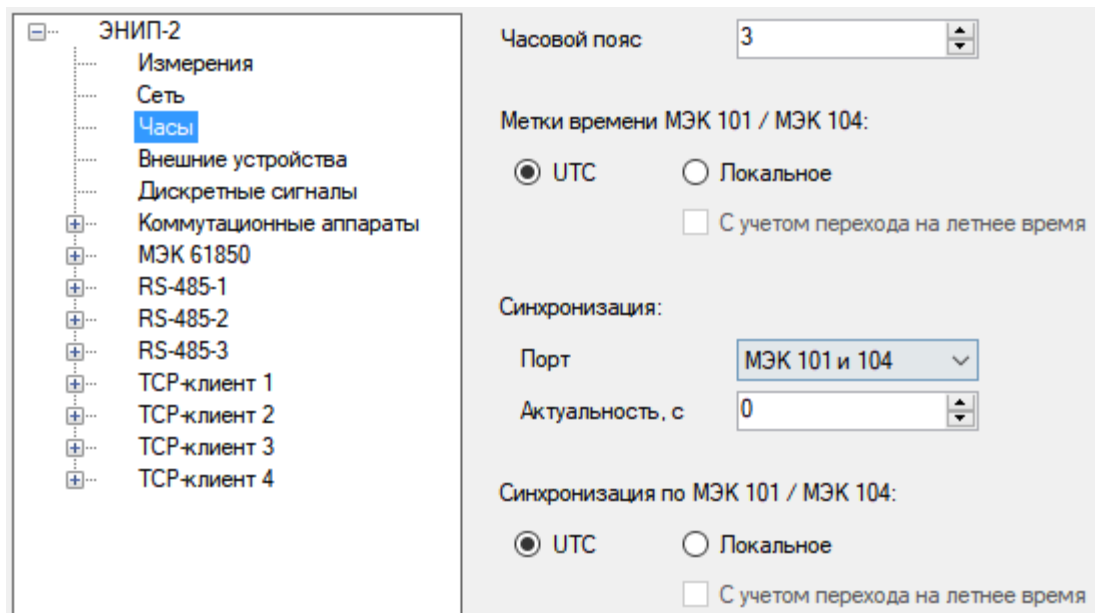 ЭНИП-2
Измерения
Сеть
Часы
Внешние устройства
Дискретные сигналы
Коммутационные аппараты
МЭК 61850
RS-485-1
RS-485-2
RS-485-3
TCP-клиент 1
TCP-клиент 2
TCP-клиент 3
TCP-клиент 4
Часовой пояс 3
Метки времени МЭК 101 / МЭК 104:
UTC Локальное
С учетом перехода на летнее время
Синхронизация:
Порт МЭК 101 и 104
Актуальность, с 0
Синхронизация по МЭК 101 / МЭК 104:
UTC Локальное
С учетом перехода на летнее время